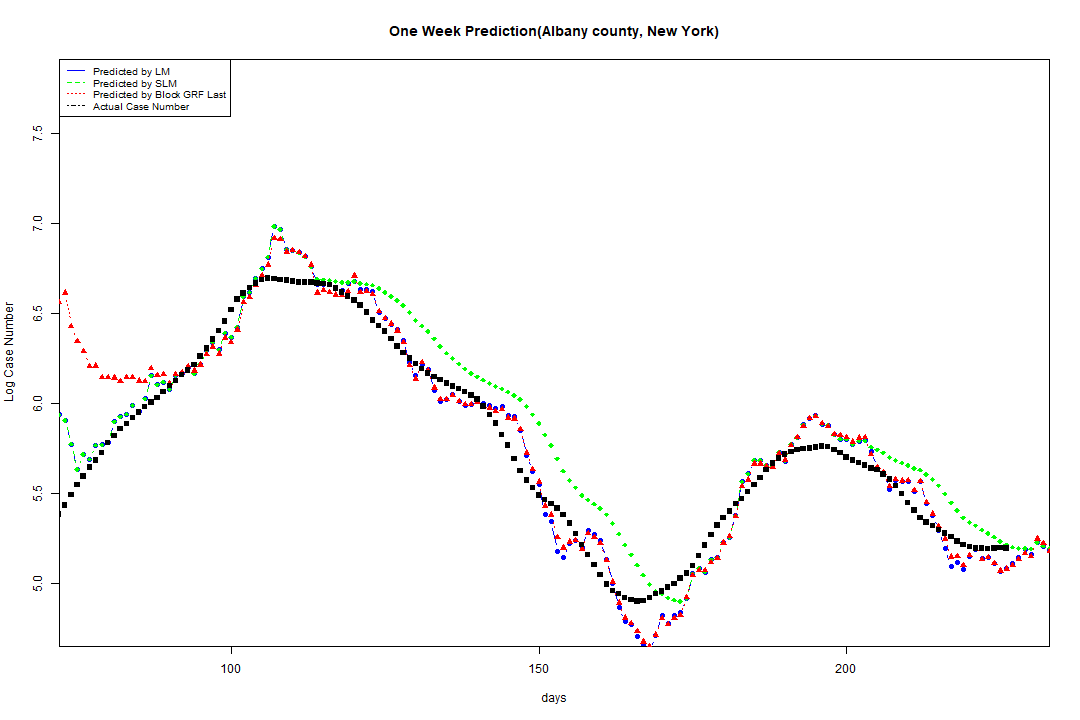 One Week Prediction(Albany county, New York)
Predicted by LM
Predicted by SLM
Predicted by Block GRF Last
Actual Case Number
7.5
7.0
6.5
6.0
5.5
5.0
Log Case Number
100
150
200
days